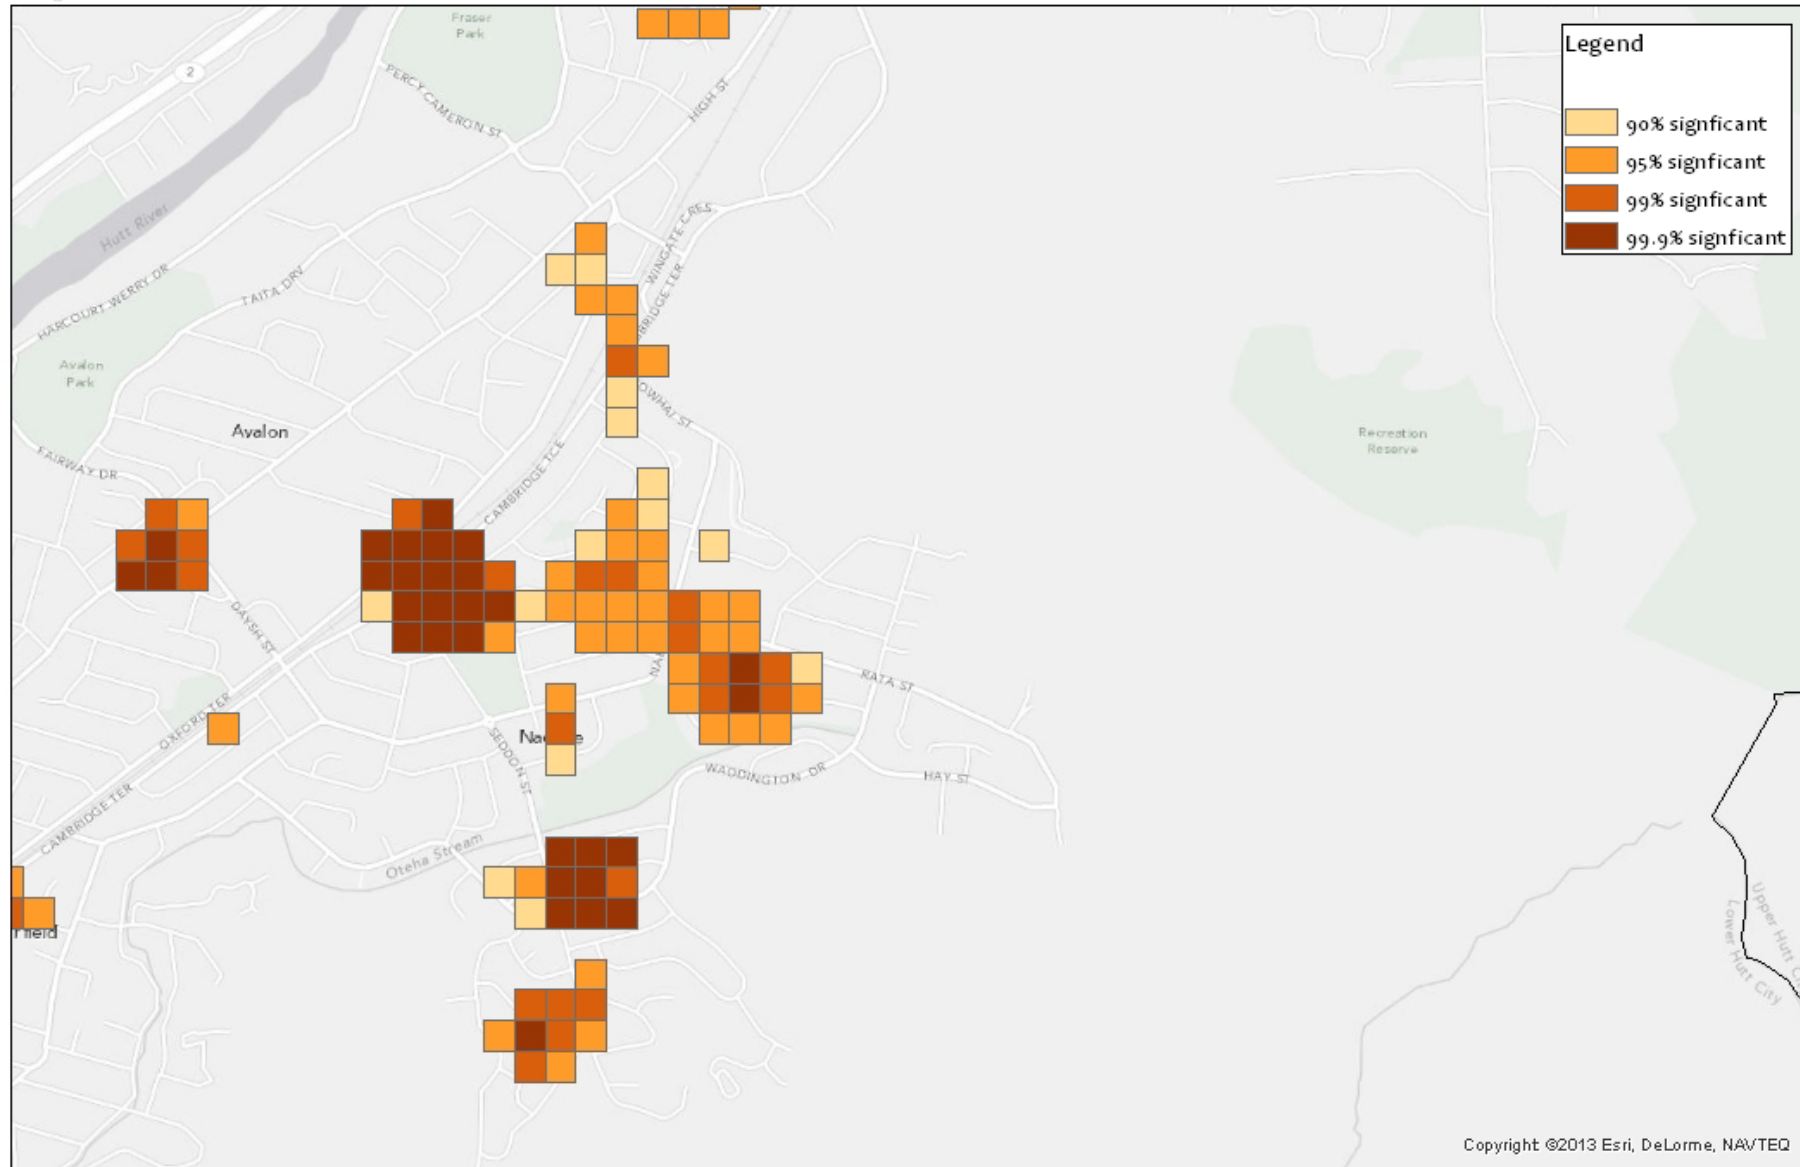 Fraser
Park
Legend
2
PERCY CAMERON ST
HIGH ST
90% signficant
95% signficant
99% signficant
99.9% signficant
Hutt River
WINGATE CRES
HARCOURT WERRY DR
TAITA DRV
Avalon
Park
Avalon
FAIRWAY DR
CAMBRIDGE TCE
Recreation
Reserve
DAYSH ST
RATA ST
OXFORD TER
SEDDON ST
WADDINGTON DR
HAY ST
CAMBRIDGE TER
Oteha Stream
Upper Hutt
Lower Hutt City
Copyright ©2013 Esri, DeLorme, NAVTEQ